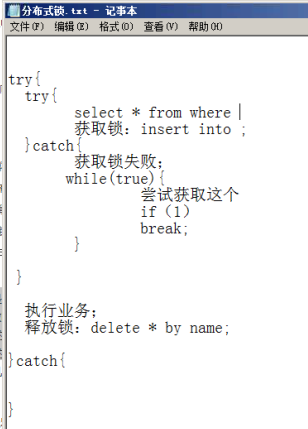 分布式锁.txt - 记事本
文件(F) 编辑(E) 格式(O) 查看(V) 帮助(H)
try{
try{
select * from where
获取锁：insert into ;
}catch{
获取锁失败；
while(true){
尝试获取这个
if（1）
break;
}
}
执行业务；
释放锁：delete * by name;
}catch{
}